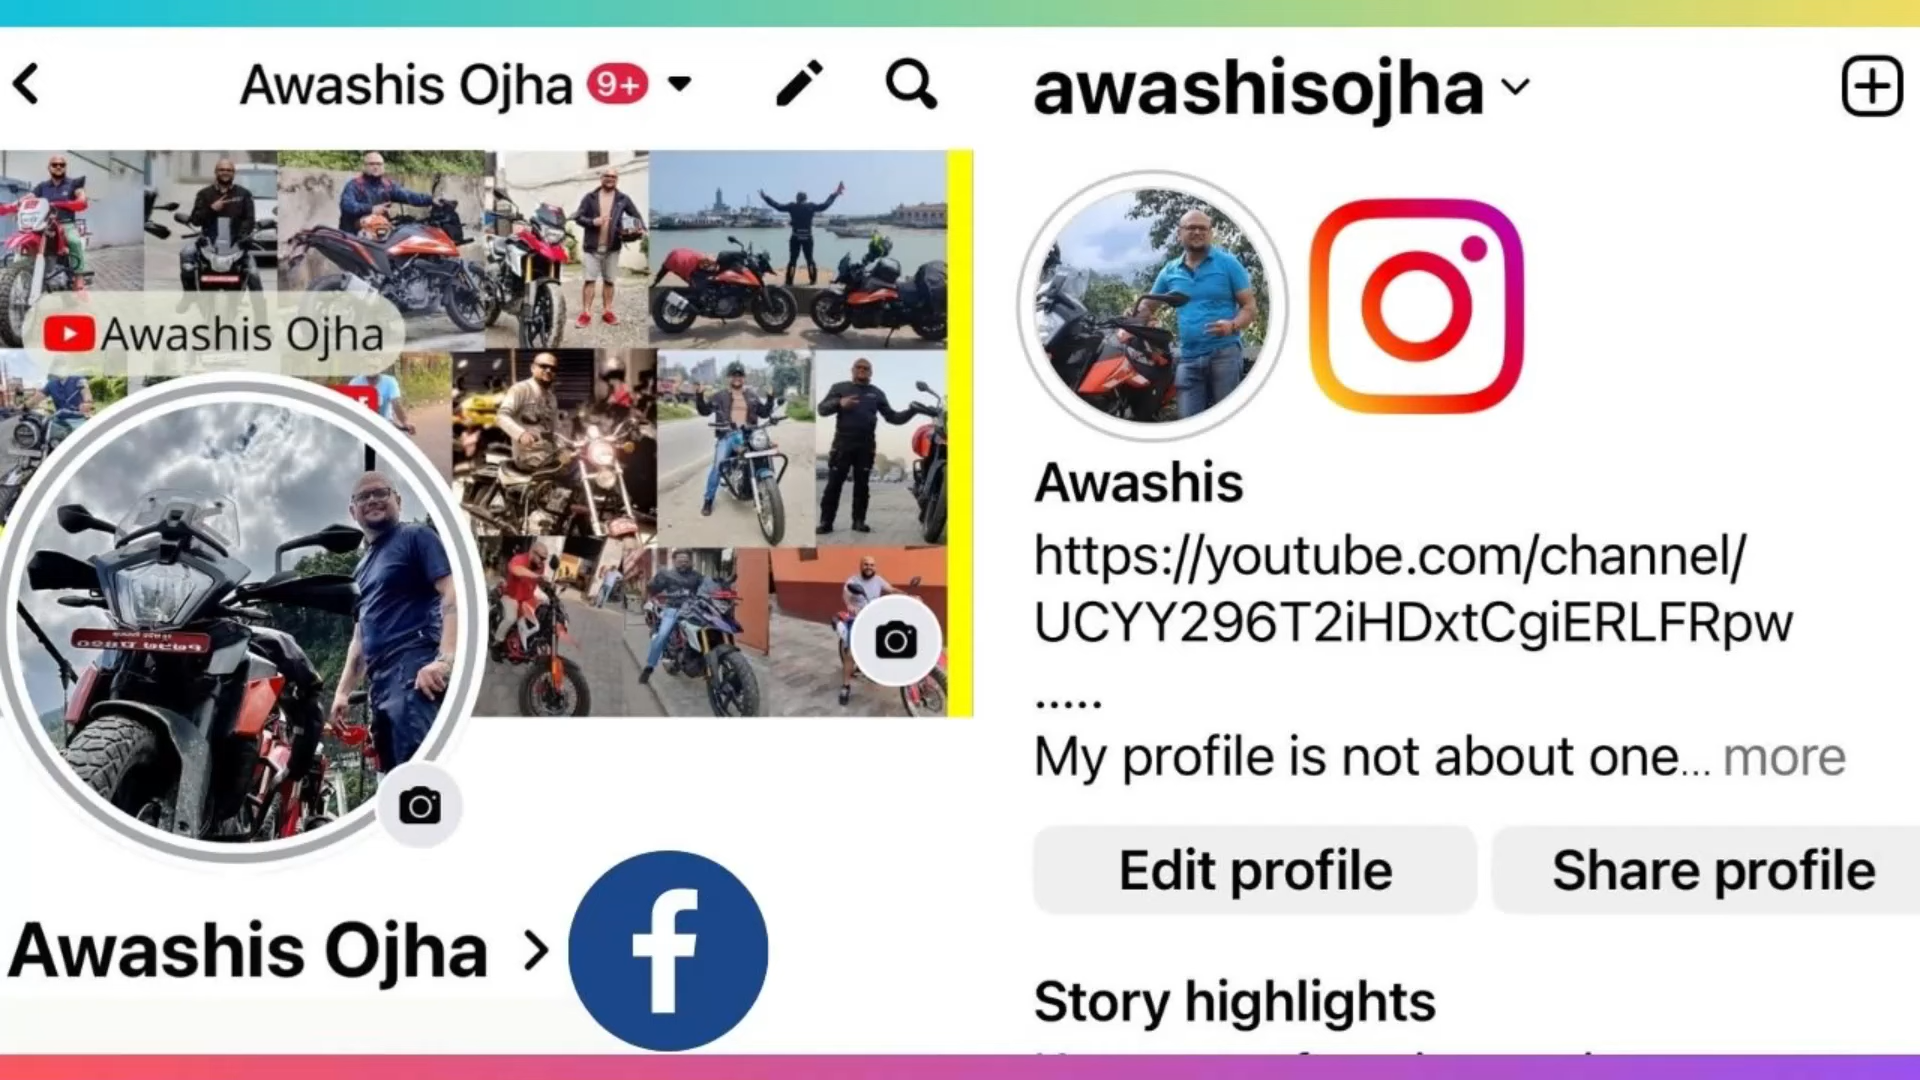 Awashis Ojha 9+
Awashis Ojha
Awashis Ojha
awashisojha
Awashis
https://youtube.com/channel/
UCYY296T2iHDxtCgiERLFRpw
.....
My profile is not about one... more
Edit profile
Share profile
Story highlights